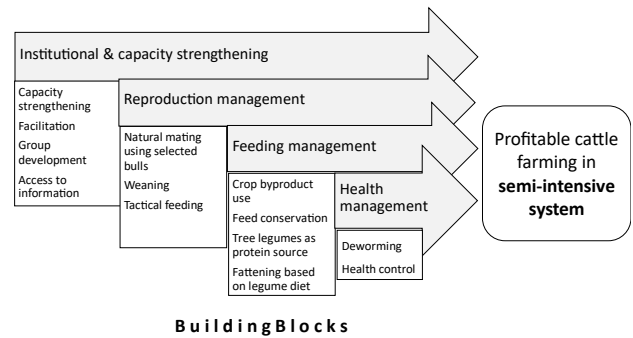 Institutional & capacity strengthening
Capacity
strengthening
Facilitation
Group
development
Access to
information
Reproduction management
Natural mating
using selected
bulls
Weaning
Tactical feeding
Feeding management
Crop byproduct
use
Feed conservation
Tree legumes as
protein source
Fattening based
on legume diet
Health
management
Deworming
Health control
Profitable cattle
farming in
semi-intensive
system
BuildingBlocks